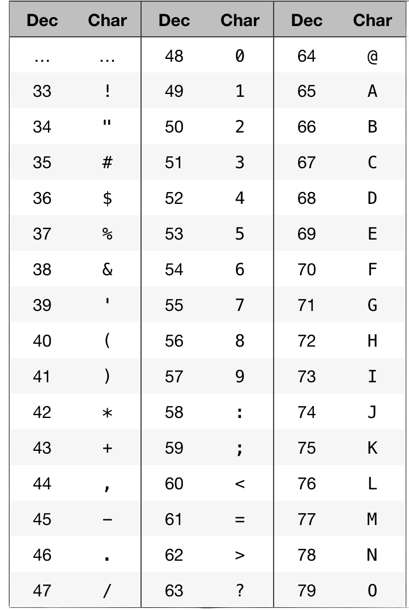 Dec Char Dec Char Dec Char
... ... 48 0 64 @
33 ! 49 1 65 A
34 " 50 2 66 B
35 # 51 3 67 C
36 $ 52 4 68 D
37 % 53 5 69 E
38 & 54 6 70 F
39 ' 55 7 71 G
40 ( 56 8 72 H
41 ) 57 9 73 I
42 * 58 : 74 J
43 + 59 ; 75 K
44 , 60 < 76 L
45 - 61 = 77 M
46 . 62 > 78 N
47 / 63 ? 79 O